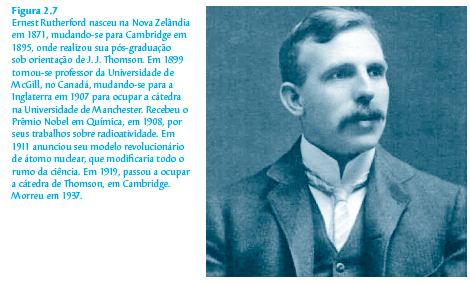 Figura 2.7
Ernest Rutherford nasceu na Nova Zelândia
em 1871, mudando-se para Cambridge em
1895, onde realizou sua pós-graduação
sob orientação de J. J. Thomson. Em 1899
tornou-se professor da Universidade de
McGill, no Canadá, mudando-se para a
Inglaterra em 1907 para ocupar a cátedra
na Universidade de Manchester. Recebeu o
Prêmio Nobel em Química, em 1908, por
seus trabalhos sobre radioatividade. Em
1911 anunciou seu modelo revolucionário
de átomo nuclear, que modificaria todo o
rumo da ciência. Em 1919, passou a ocupar
a cátedra de Thomson, em Cambridge.
Morreu em 1937.